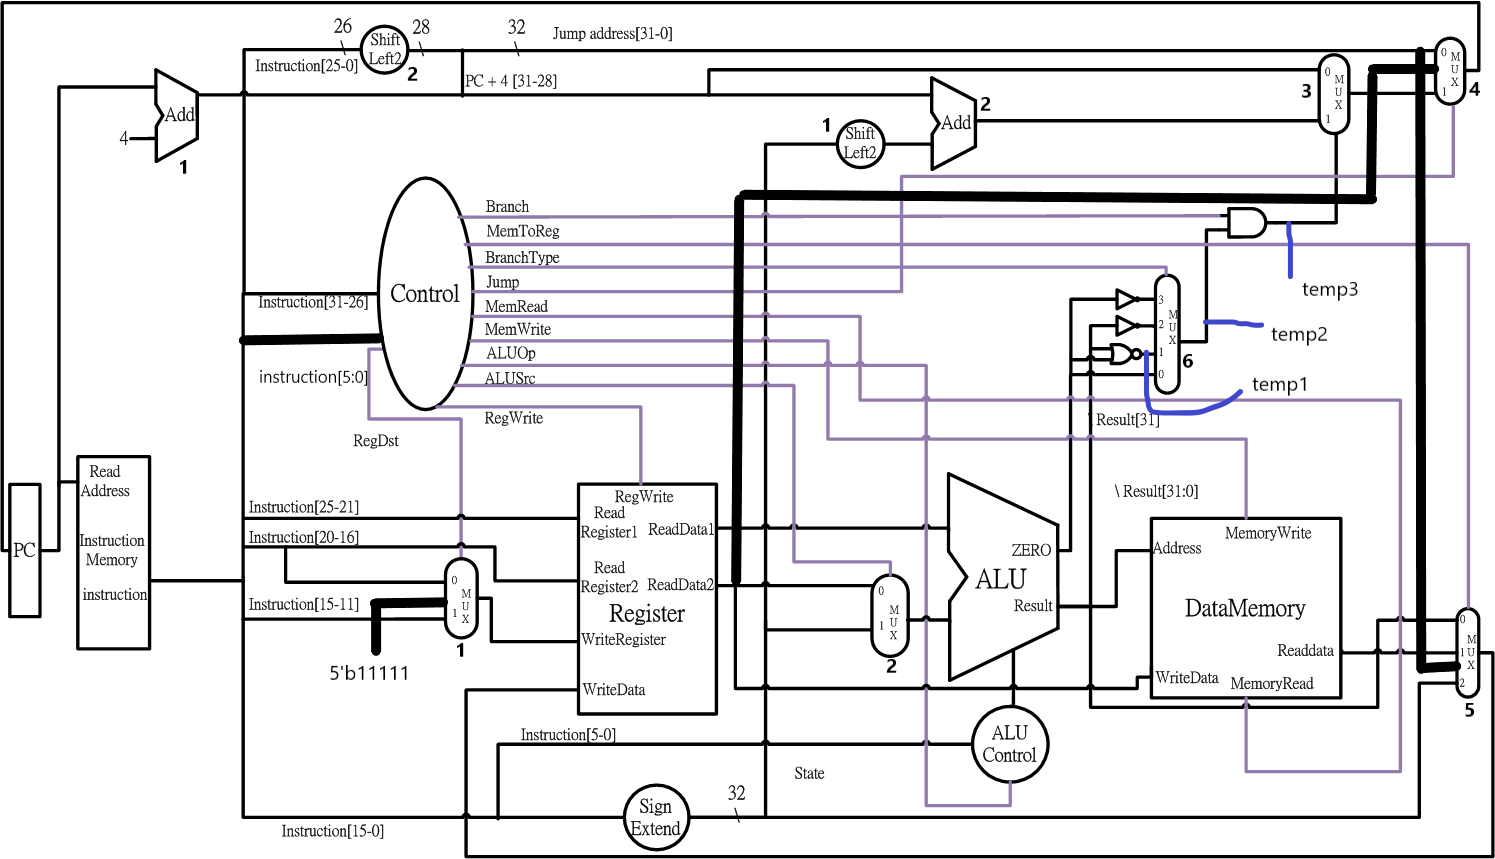 26
Shift
Left2
28
2
32
Jump address[31-0]
Instruction[25-0]
PC + 4 [31-28]
4
Add
1
1
Shift
Left2
Add
2
3
0
M
U
X
1
0
M
U
X
1
4
Control
Instruction[31-26]
instruction[5:0]
RegDst
Branch
MemToReg
BranchType
Jump
MemRead
MemWrite
ALUOp
ALUSrc
RegWrite
temp3
temp2
temp1
3
M
2
U
X
1
0
6
Result[31]
\ Result[31:0]
PC
Read
Address
Instruction
Memory
instruction
Instruction[25-21]
Instruction[20-16]
Instruction[15-11]
0
M
U
1
X
1
5'b11111
RegWrite
Read
Register1
ReadData1
Read
Register2
ReadData2
Register
WriteRegister
WriteData
0
M
U
1
X
2
ZERO
ALU
Result
MemoryWrite
Address
DataMemory
Readdata
WriteData
MemoryRead
0
M
U
1
X
2
5
Instruction[5-0]
ALU
Control
State
Sign
Extend
32
Instruction[15-0]